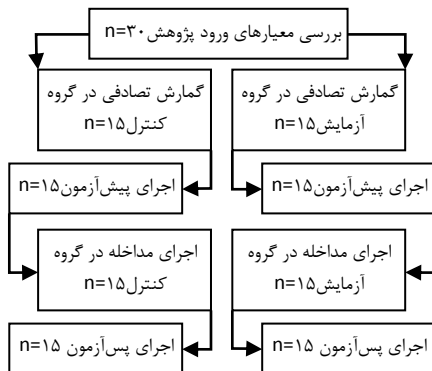 بررسی معیارهای ورود پژوهش n=۳۰
گمارش تصادفی در گروه
آزمایش n=۱۵
گمارش تصادفی در گروه
کنترل n=۱۵
اجرای پیش‌آزمون n=۱۵
اجرای پیش‌آزمون n=۱۵
اجرای مداخله در گروه
آزمایش n=۱۵
اجرای مداخله در گروه
کنترل n=۱۵
اجرای پس‌آزمون n=۱۵
اجرای پس‌آزمون n=۱۵